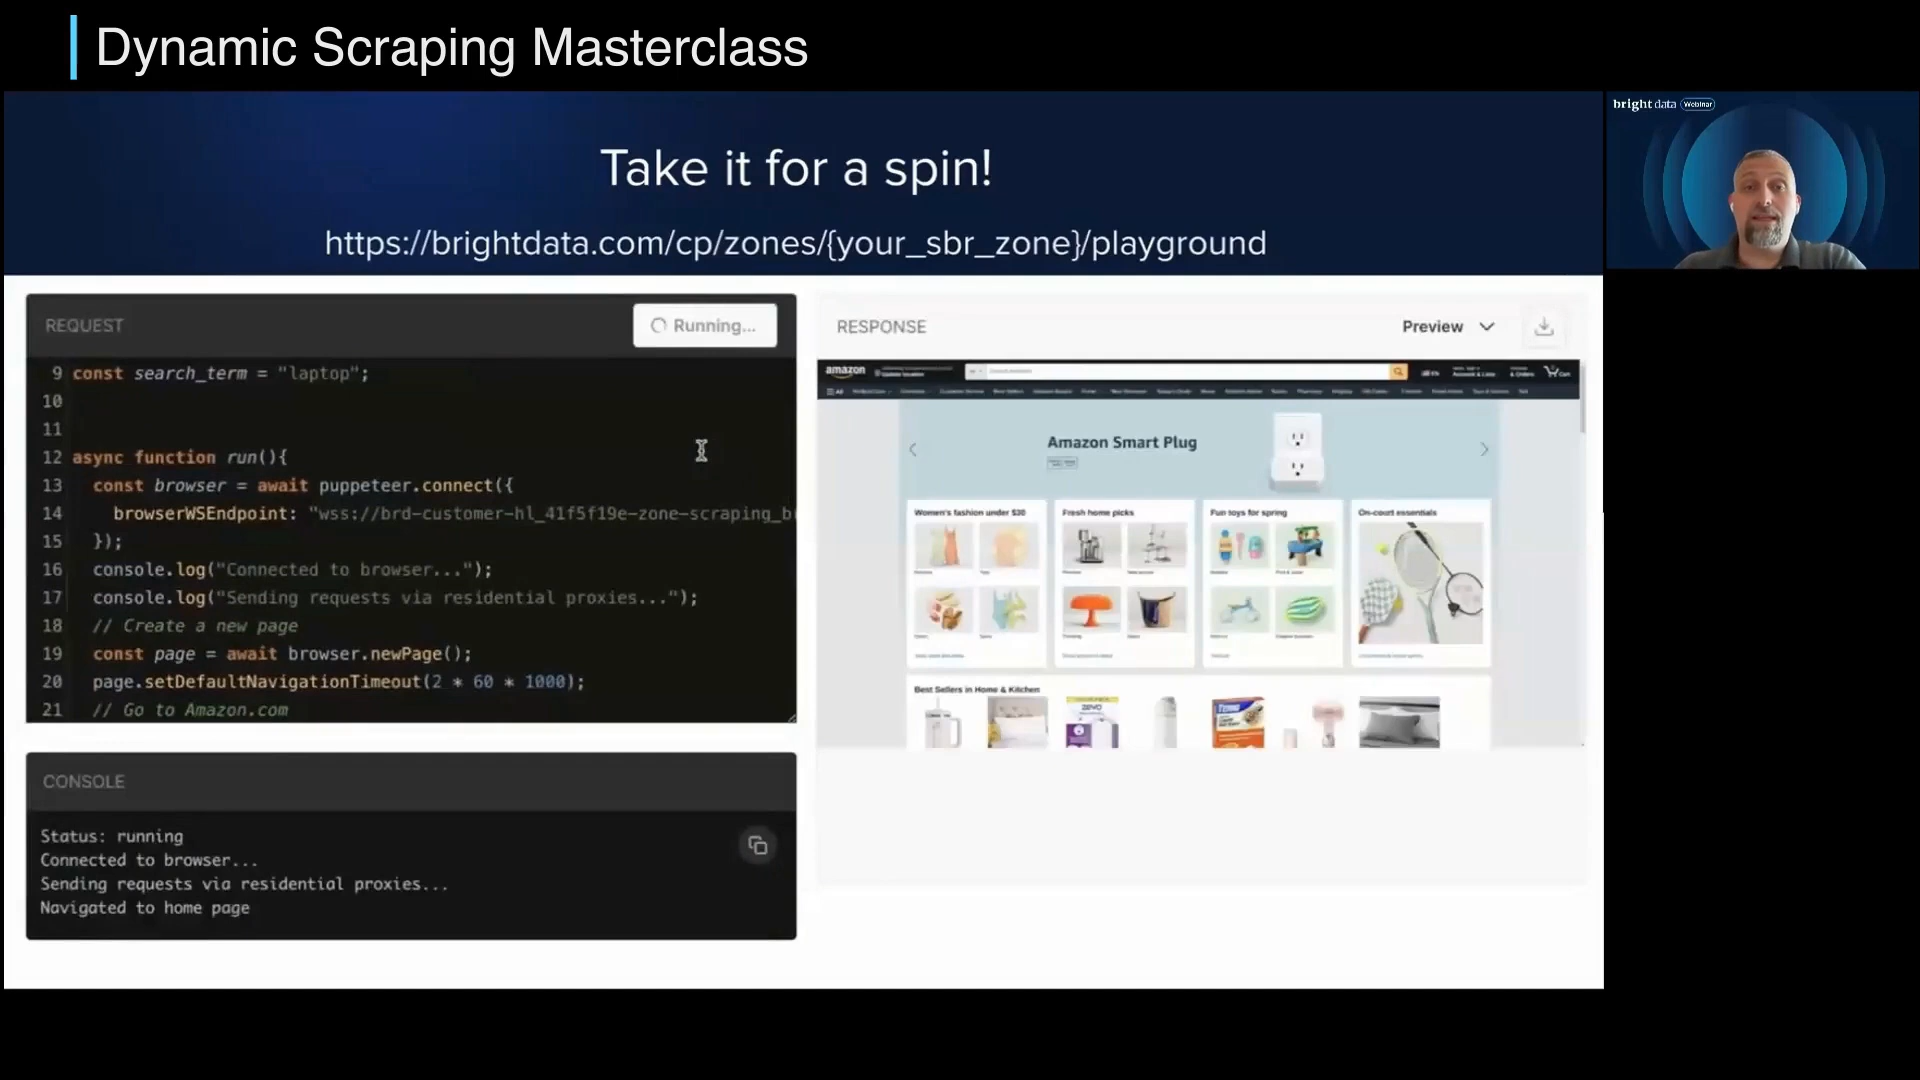 Dynamic Scraping Masterclass
bright data Webinar
Take it for a spin!
https://brightdata.com/cp/zones/{your_sbr_zone}/playground
REQUEST
Running...
9 const search_term = "laptop";
10
11
12 async function run(){
13 const browser = await puppeteer.connect({
14 browserWSEndpoint: "wss://brd-customer-hl_41f5f19e-zone-scraping_b
15 });
16 console.log("Connected to browser...");
17 console.log("Sending requests via residential proxies...");
18 // Create a new page
19 const page = await browser.newPage();
20 page.setDefaultNavigationTimeout(2 * 60 * 1000);
21 // Go to Amazon.com
CONSOLE
Status: running
Connected to browser...
Sending requests via residential proxies...
Navigated to home page
RESPONSE
Preview
amazon
Cart
All
Amazon Smart Plug
Women's fashion under $30
Fresh home picks
Fun toys for spring
On-court essentials
Best Sellers in Home & Kitchen
ZEVO
TERRO